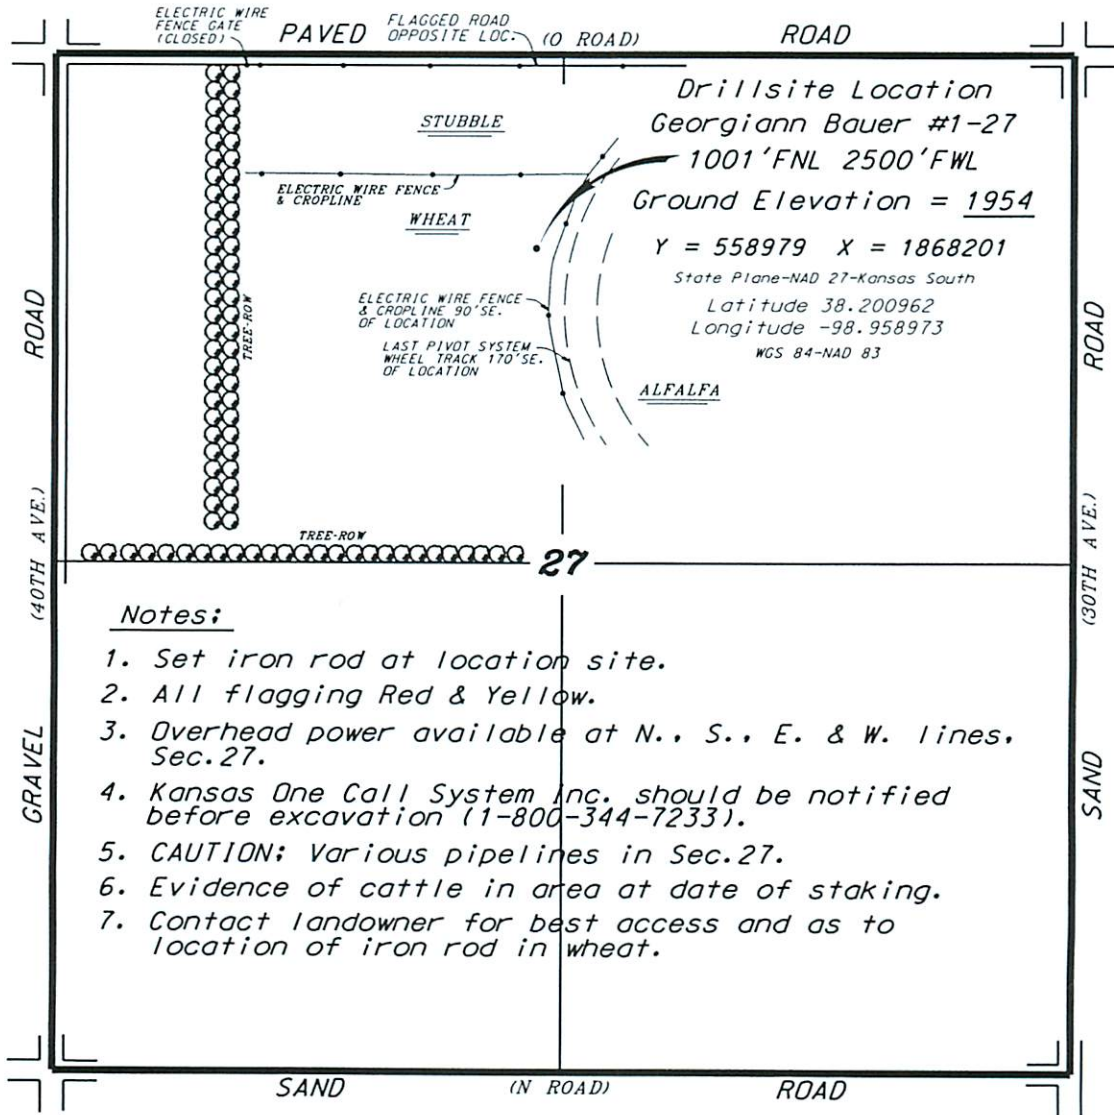 ELECTRIC WIRE
FENCE GATE
(CLOSED)
PAVED
FLAGGED ROAD
OPPOSITE LOC.
(O ROAD)
ROAD
Drillsite Location
Georgiann Bauer #1-27
1001'FNL 2500'FWL
Ground Elevation = 1954
Y = 558979 X = 1868201
State Plane-NAD 27-Kansas South
Latitude 38.200962
Longitude -98.958973
WGS 84-NAD 83
STUBBLE
ELECTRIC WIRE FENCE
& CROPLINE
WHEAT
TREE-ROW
ELECTRIC WIRE FENCE
& CROPLINE 90'SE.
OF LOCATION
LAST PIVOT SYSTEM
WHEEL TRACK 170'SE.
OF LOCATION
ALFALFA
TREE-ROW
27
ROAD
(40TH AVE.)
GRAVEL
ROAD
(30TH AVE.)
SAND
Notes:
1. Set iron rod at location site.
2. All flagging Red & Yellow.
3. Overhead power available at N., S., E. & W. lines,
Sec.27.
4. Kansas One Call System Inc. should be notified
before excavation (1-800-344-7233).
5. CAUTION: Various pipelines in Sec.27.
6. Evidence of cattle in area at date of staking.
7. Contact landowner for best access and as to
location of iron rod in wheat.
SAND
(N ROAD)
ROAD